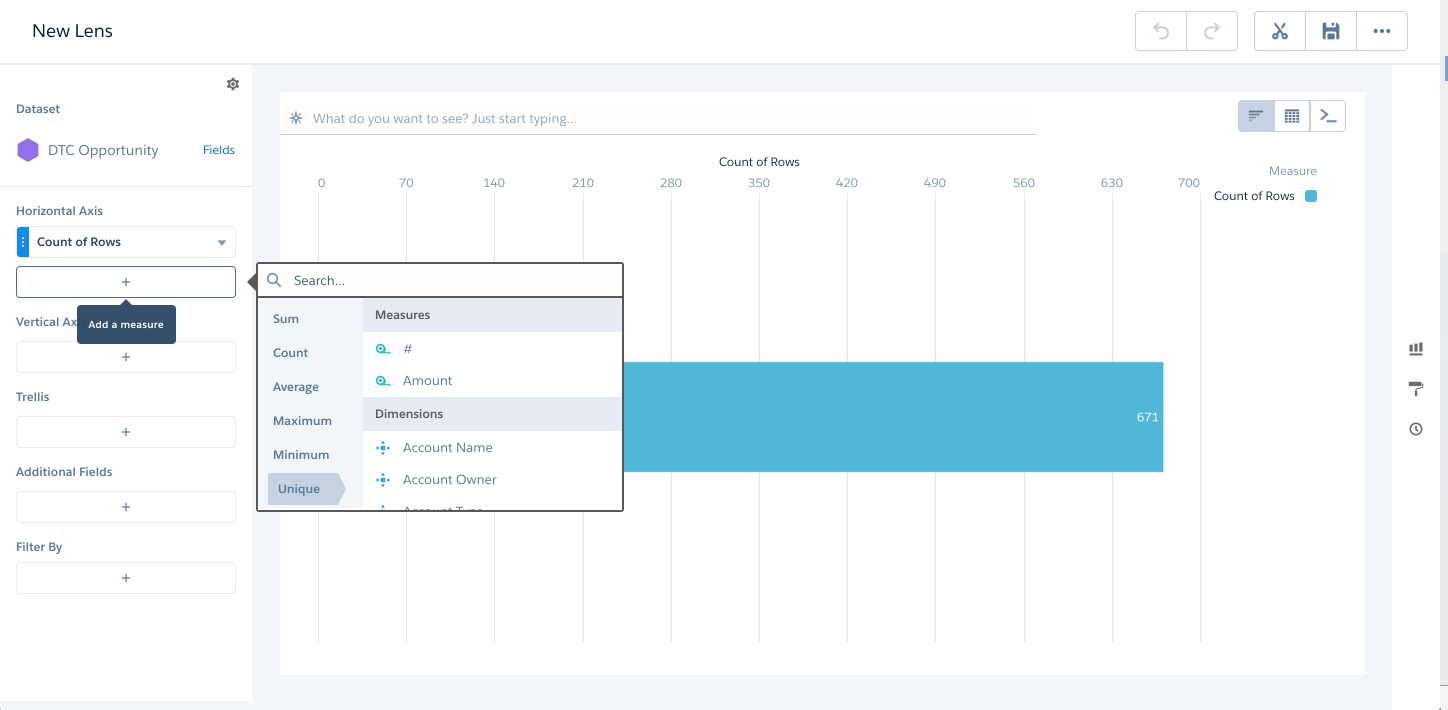 New Lens
Dataset
DTC Opportunity
Fields
Horizontal Axis
Count of Rows
+
Add a measure
Vertical Ax
+
Trellis
+
Additional Fields
+
Filter By
+
What do you want to see? Just start typing...
Count of Rows
0 70 140 210 280 350 420 490 560 630 700
Measure
Count of Rows
671
Search...
Sum
Count
Average
Maximum
Minimum
Unique
Measures
#
Amount
Dimensions
Account Name
Account Owner
Account Type